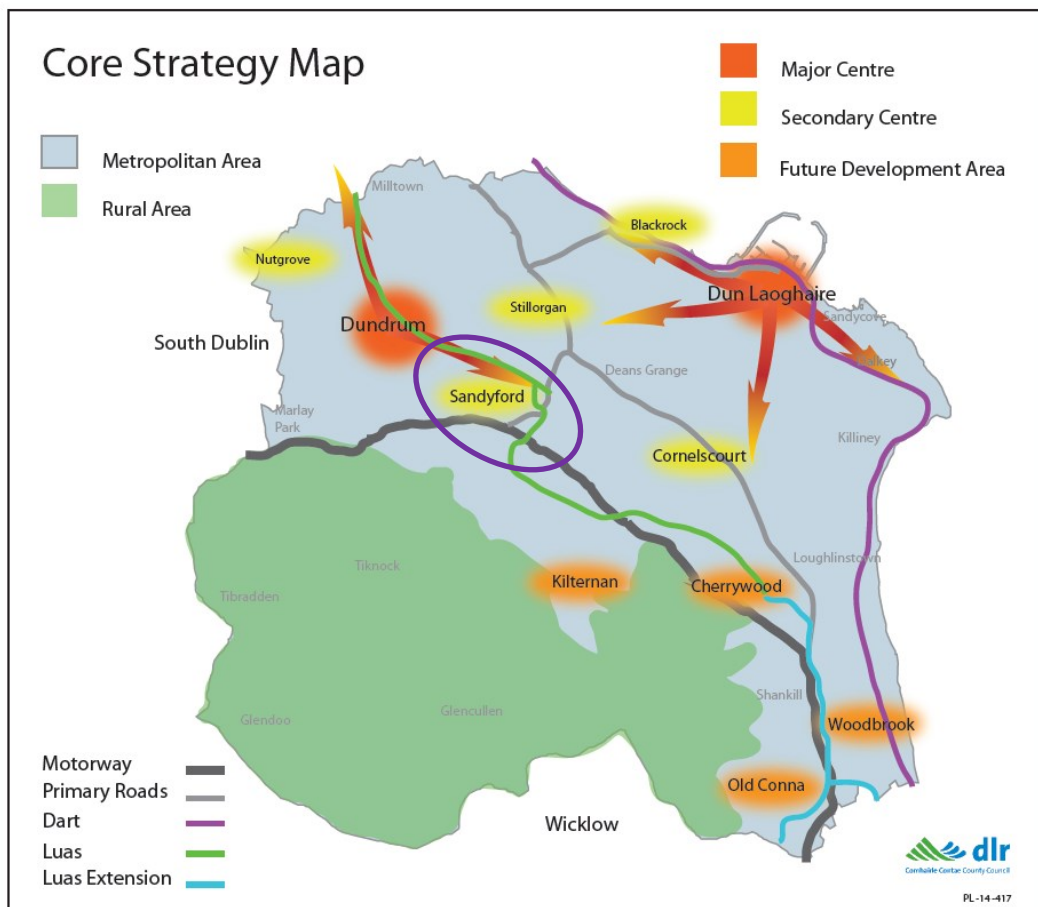 Core Strategy Map
Metropolitan Area
Rural Area
Major Centre
Secondary Centre
Future Development Area
Milltown
Blackrock
Nutgrove
Dun Laoghaire
Stillorgan
Sandycove
Dundrum
South Dublin
Dalkey
Deans Grange
Sandyford
Marlay
Park
Killiney
Cornelscourt
Loughlinstown
Tiknock
Kilternan
Cherrywood
Tibradden
Shankill
Glencullen
Glendoo
Woodbrook
Old Conna
Wicklow
Motorway
Primary Roads
Dart
Luas
Luas Extension
dlr
Comhairle Contae County Council
PL-14-417